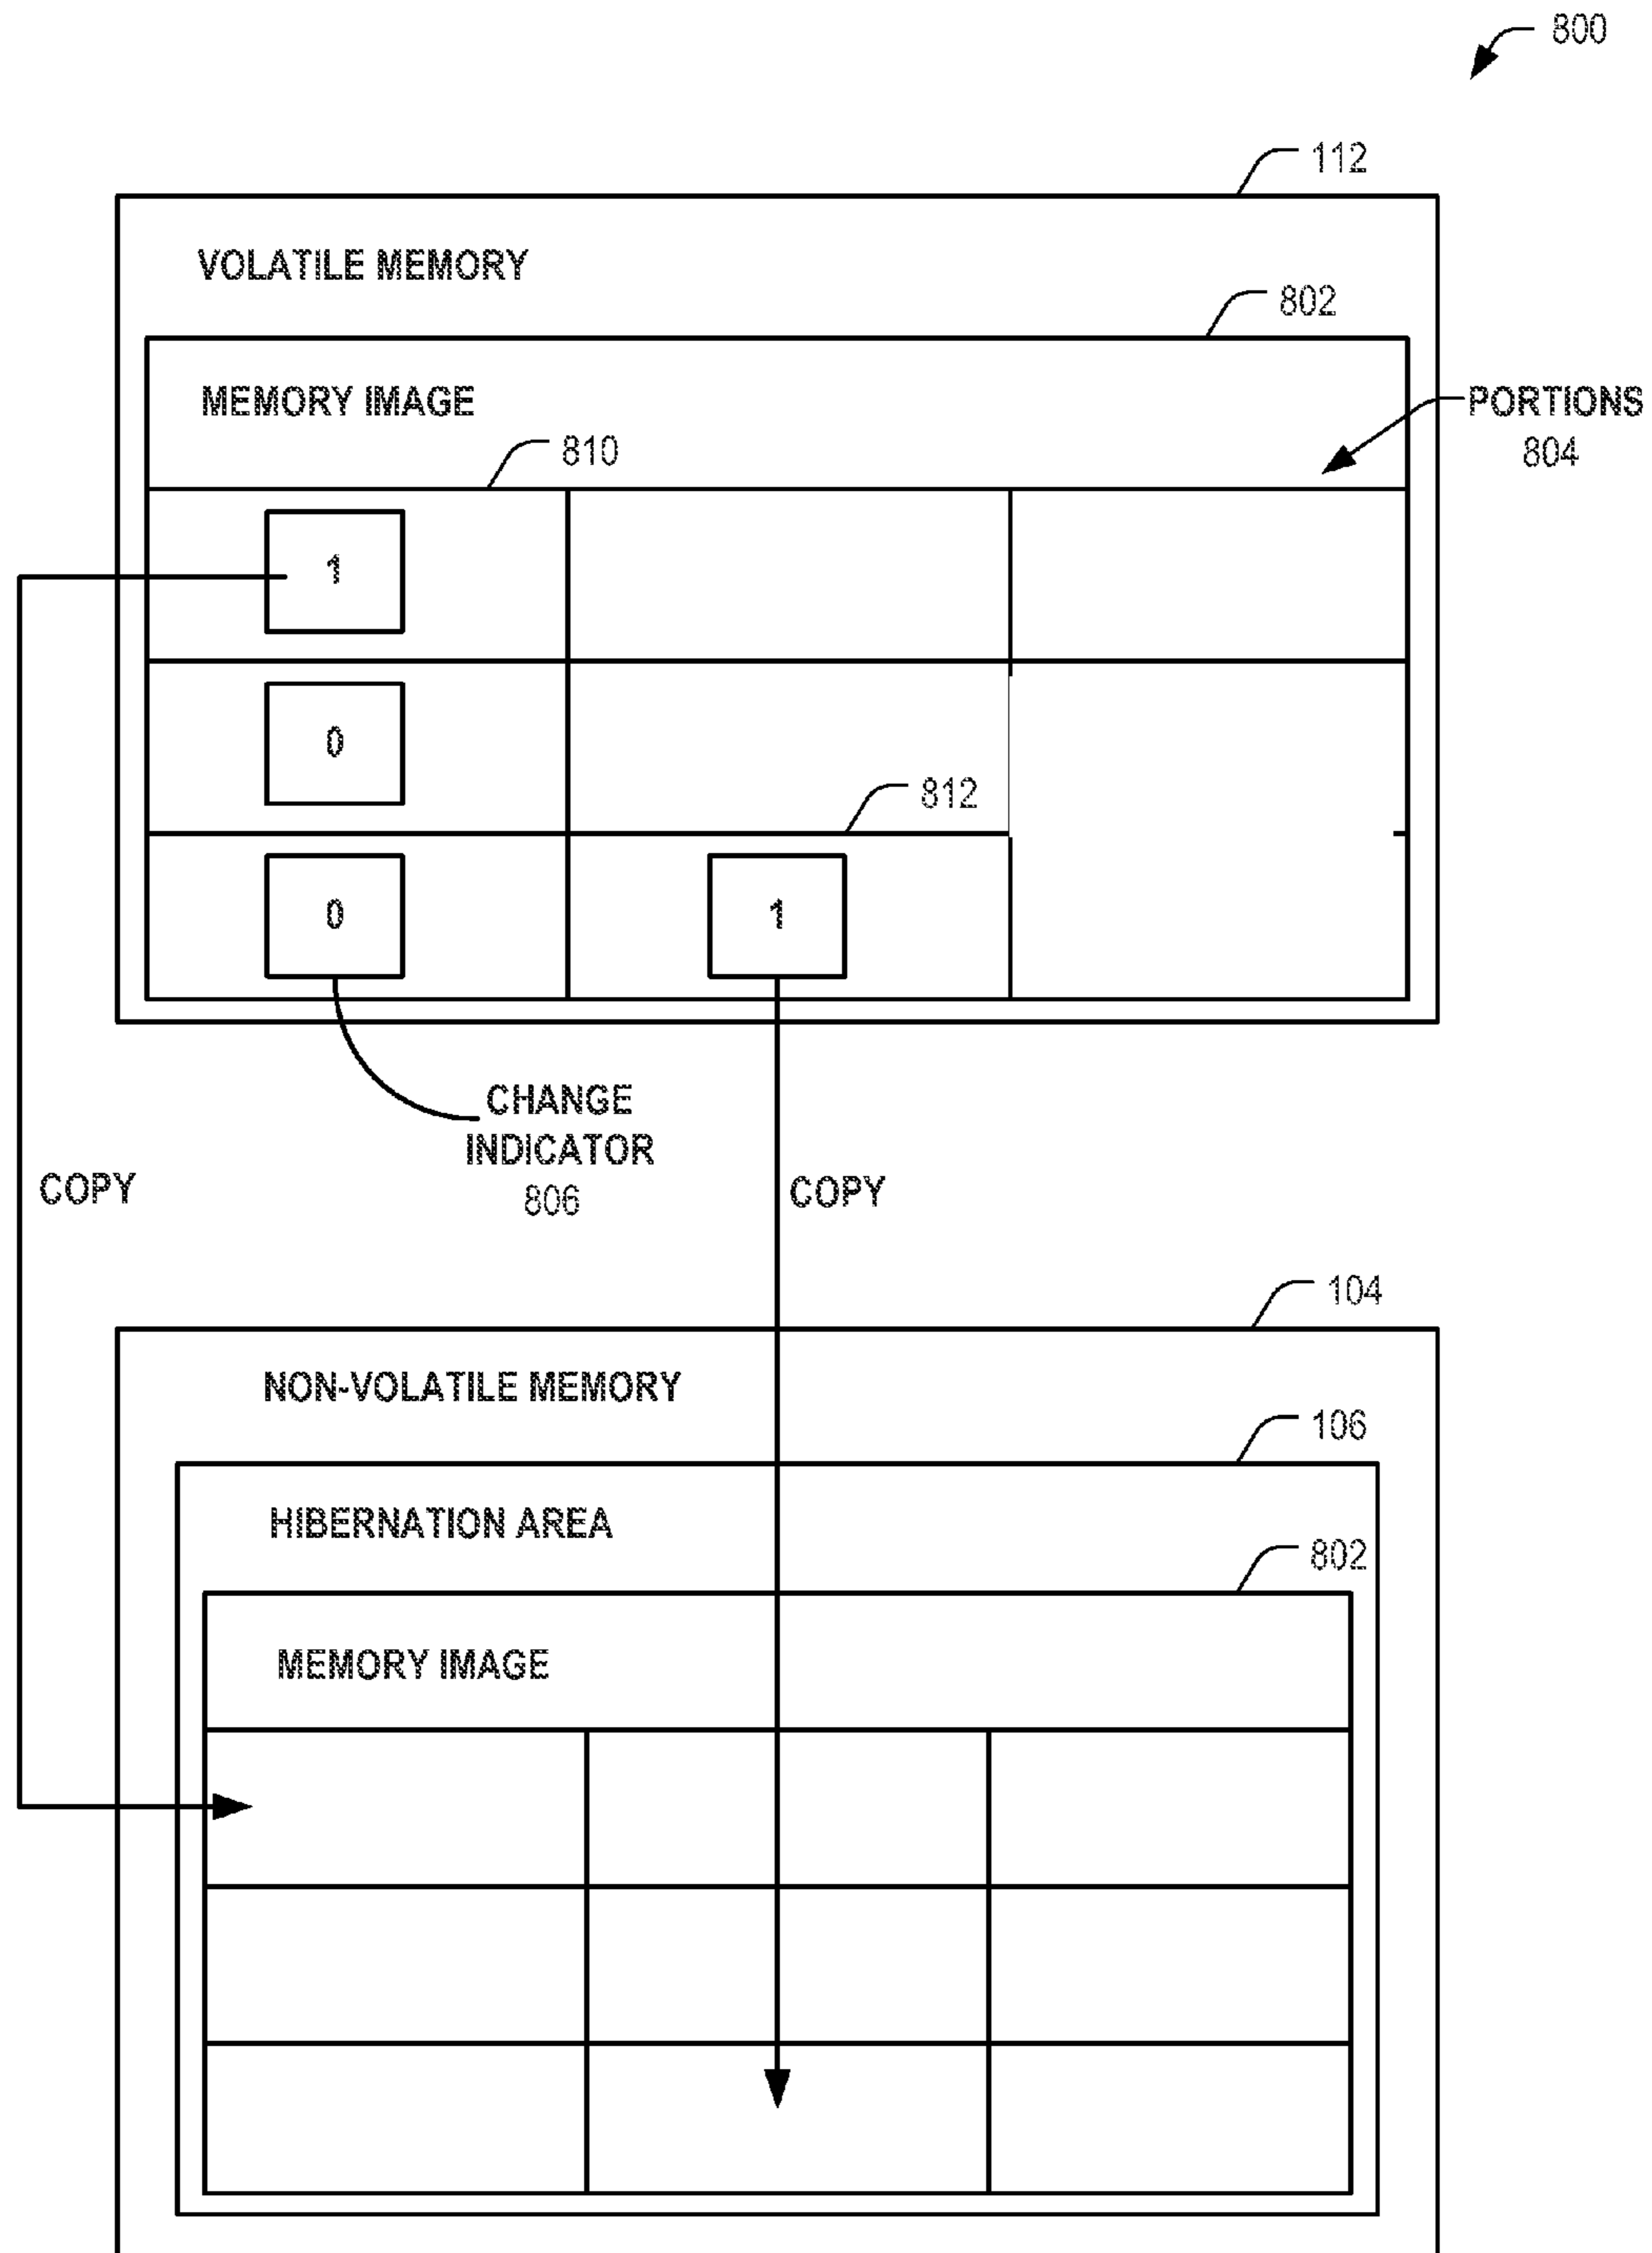 800
112
VOLATILE MEMORY
802
MEMORY IMAGE
PORTIONS
804
810
1
0
812
0
1
CHANGE
INDICATOR
806
COPY
COPY
104
NON-VOLATILE MEMORY
106
HIBERNATION AREA
802
MEMORY IMAGE